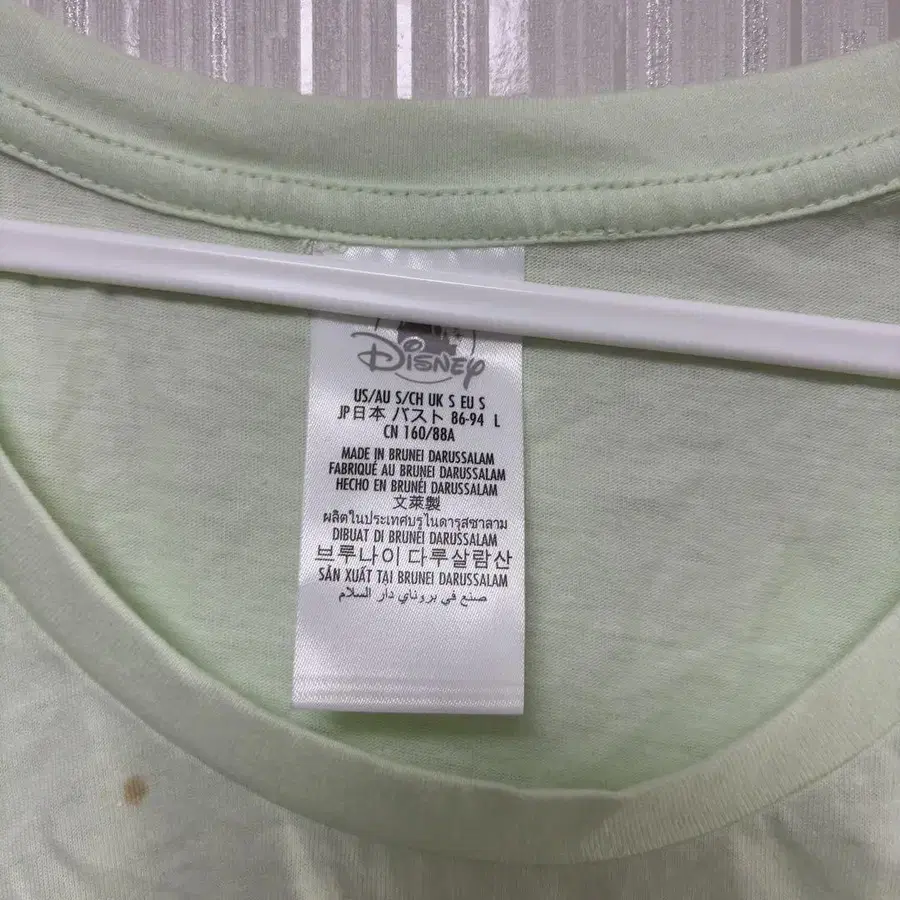 Disney
US/AU S/CH UK S EU S
JP日本 バスト 86-94 L
CN 160/88A
MADE IN BRUNEI DARUSSALAM
FABRIQUÉ AU BRUNEI DARUSSALAM
HECHO EN BRUNÉI DARUSSALAM
文萊製
ผลิตในประเทศบรูไนดารุสซาลาม
DIBUAT DI BRUNEI DARUSSALAM
브루나이 다루살람산
SẢN XUẤT TẠI BRUNEI DARUSSALAM
صنع في بروناي دار السلام